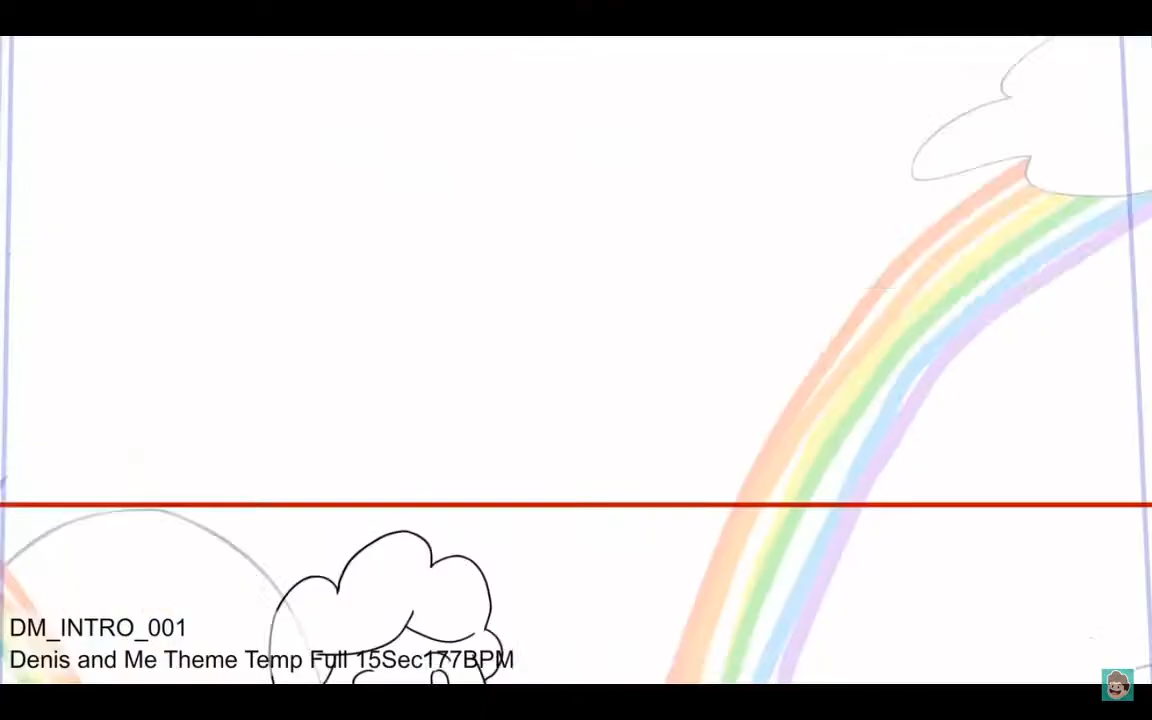 DM_INTRO_001
Denis and Me Theme Temp Full 15Sec177BPM